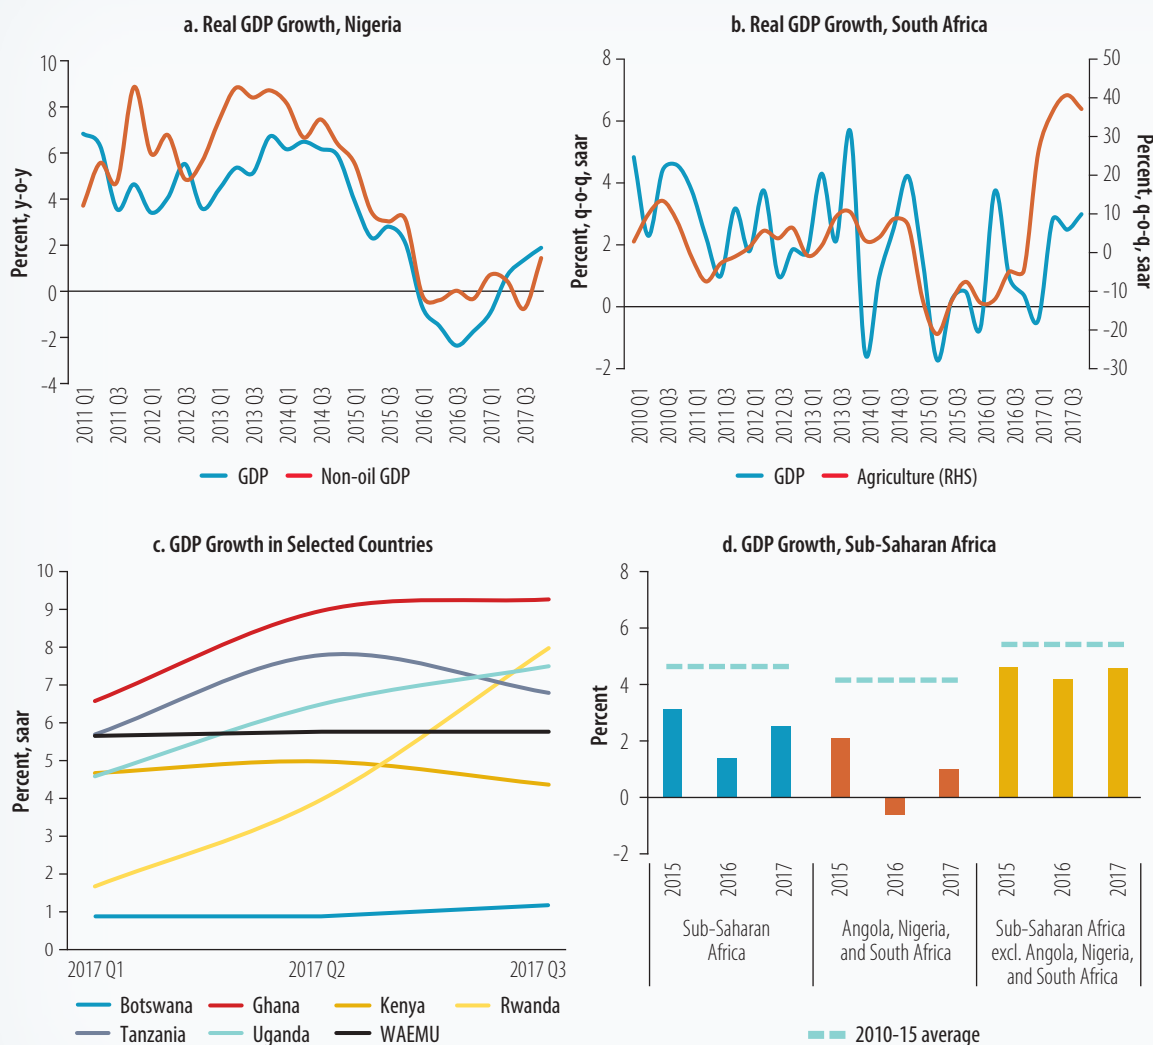 a. Real GDP Growth, Nigeria
Percent, y-o-y
10
8
6
4
2
0
-2
-4
2011 Q1
2011 Q3
2012 Q1
2012 Q3
2013 Q1
2013 Q3
2014 Q1
2014 Q3
2015 Q1
2015 Q3
2016 Q1
2016 Q3
2017 Q1
2017 Q3
GDP Non-oil GDP
b. Real GDP Growth, South Africa
Percent, q-o-q, saar
8
6
4
2
0
-2
50
40
30
20
10
0
-10
-20
-30
Percent, q-o-q, saar
2010 Q1
2010 Q3
2011 Q1
2011 Q3
2012 Q1
2012 Q3
2013 Q1
2013 Q3
2014 Q1
2014 Q3
2015 Q1
2015 Q3
2016 Q1
2016 Q3
2017 Q1
2017 Q3
GDP Agriculture (RHS)
c. GDP Growth in Selected Countries
Percent, saar
10
9
8
7
6
5
4
3
2
1
0
2017 Q1 2017 Q2 2017 Q3
Botswana Ghana Kenya Rwanda
Tanzania Uganda WAEMU
d. GDP Growth, Sub-Saharan Africa
Percent
8
6
4
2
0
-2
2015
2016
2017
2015
2016
2017
2015
2016
2017
Sub-Saharan
Africa
Angola, Nigeria,
and South Africa
Sub-Saharan Africa
excl. Angola, Nigeria,
and South Africa
2010-15 average